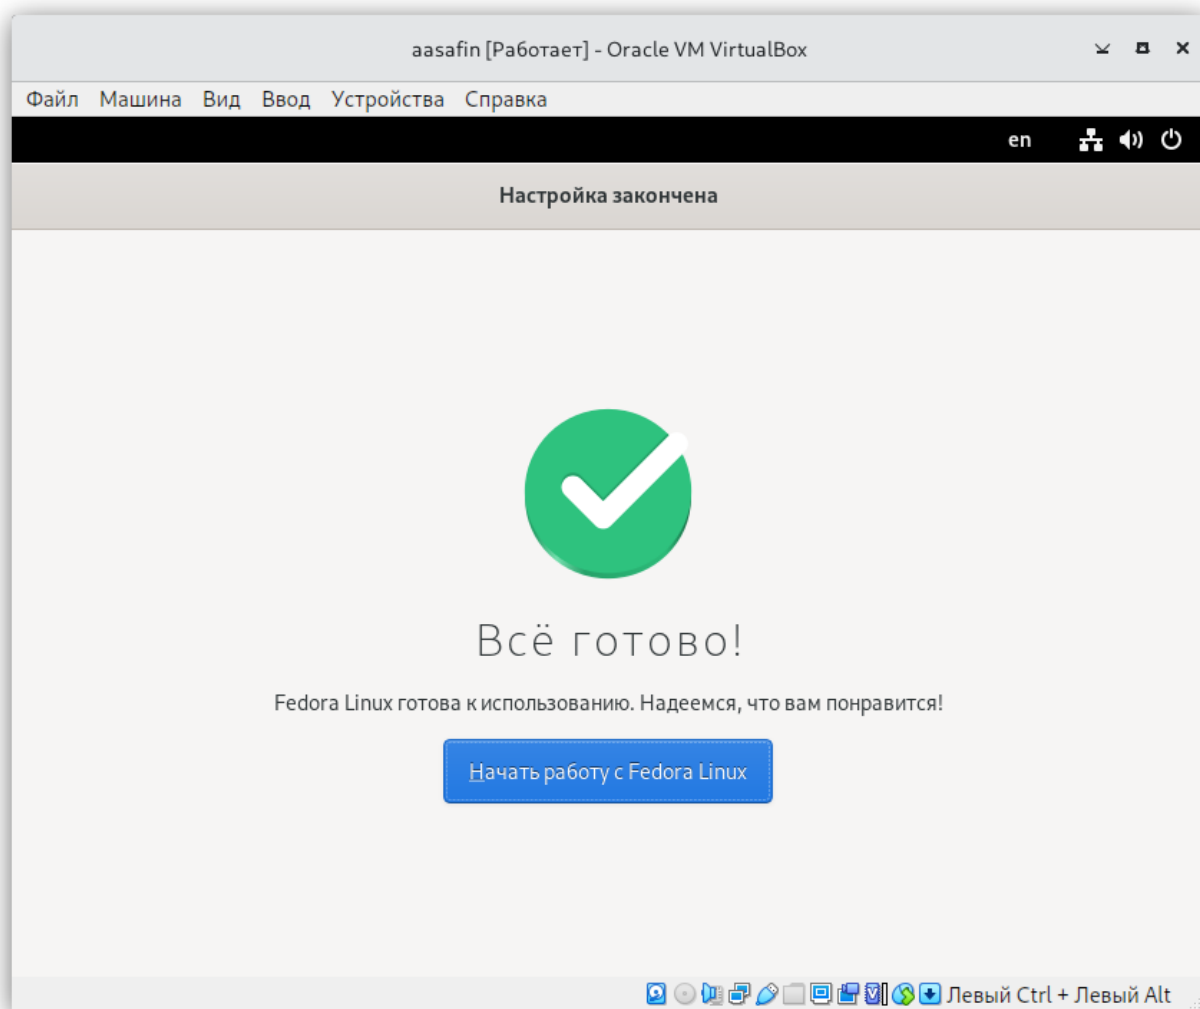 aasafin [Работает] - Oracle VM VirtualBox
Файл Машина Вид Ввод Устройства Справка
en
Настройка закончена
Всё готово!
Fedora Linux готова к использованию. Надеемся, что вам понравится!
Начать работу с Fedora Linux
Левый Ctrl + Левый Alt